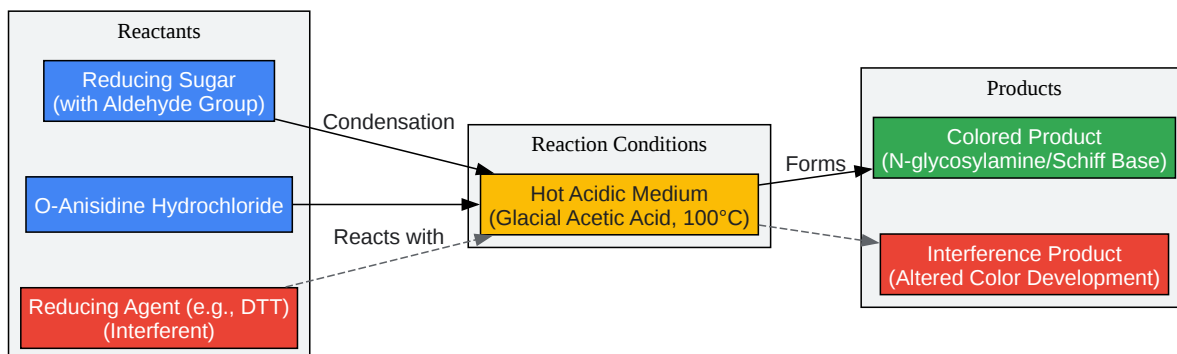 Reactants
Reducing Sugar
(with Aldehyde Group)
O-Anisidine Hydrochloride
Reducing Agent (e.g., DTT)
(Interferent)
Condensation
Reacts with
Reaction Conditions
Hot Acidic Medium
(Glacial Acetic Acid, 100°C)
Forms
Products
Colored Product
(N-glycosylamine/Schiff Base)
Interference Product
(Altered Color Development)